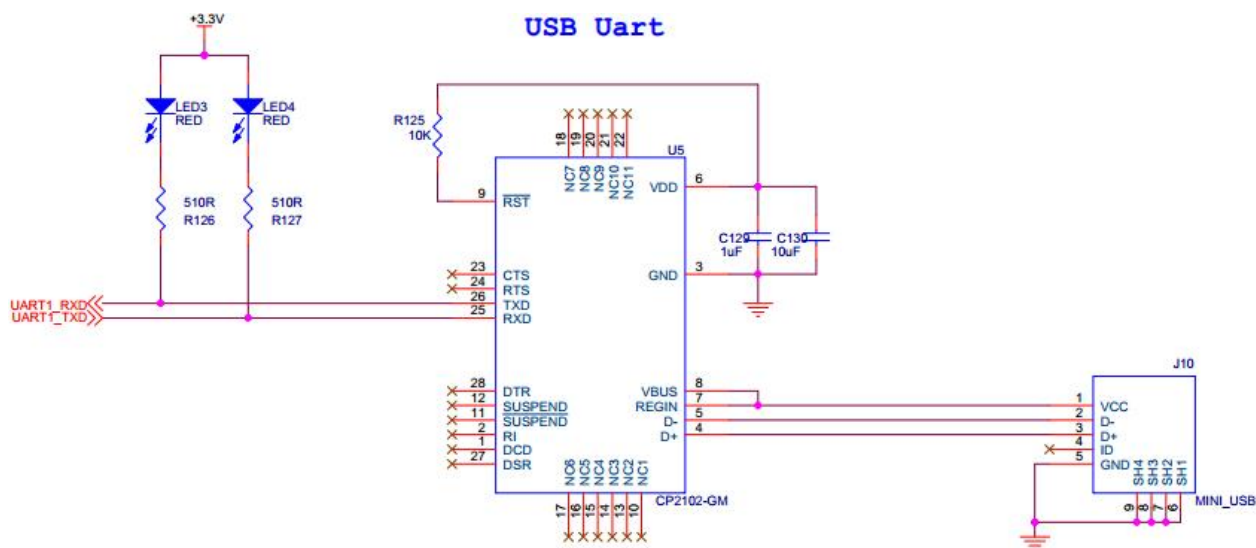 USB Uart
+3.3V
LED3
RED
LED4
RED
510R
R126
510R
R127
UART1_RXD
UART1_TXD
R125
10K
U5
18
19
20
21
22
NC7
NC8
NC9
NC10
NC11
9
RST
23
CTS
24
RTS
26
TXD
25
RXD
28
DTR
12
SUSPEND
11
SUSPEND
2
RI
1
DCD
27
DSR
VDD
6
GND
3
VBUS
8
REGIN
7
D-
5
D+
4
NC6
NC5
NC4
NC3
NC2
NC1
17
16
15
14
13
10
CP2102-GM
C129
1uF
C130
10uF
J10
1
VCC
2
D-
3
D+
4
ID
5
GND
SH4
SH3
SH2
SH1
9
8
7
6
MINI_USB